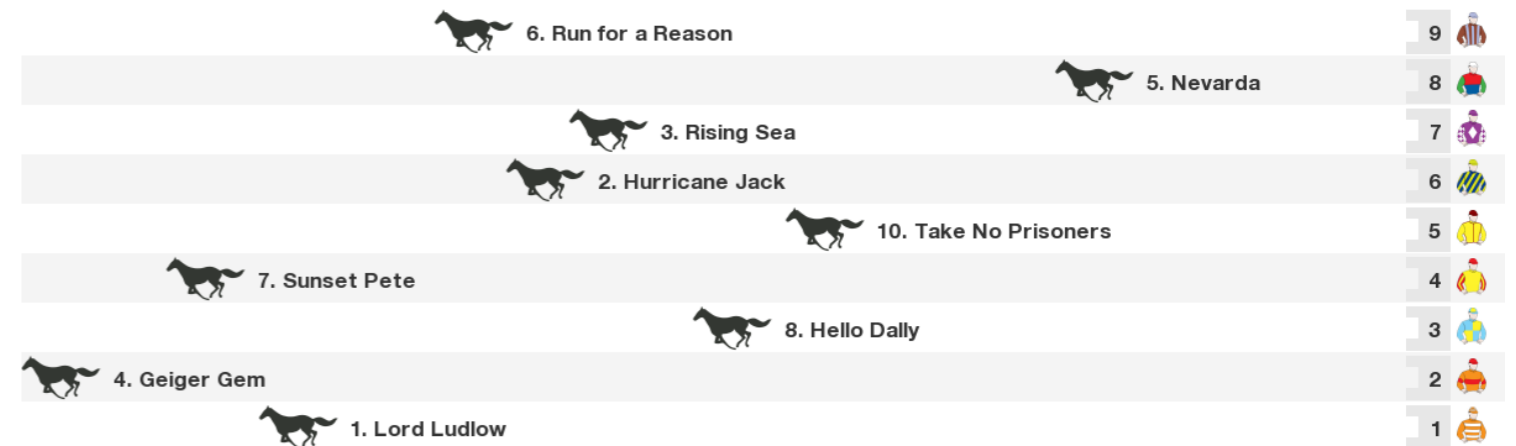 6. Run for a Reason 9
5. Nevarda 8
3. Rising Sea 7
2. Hurricane Jack 6
10. Take No Prisoners 5
7. Sunset Pete 4
8. Hello Dally 3
4. Geiger Gem 2
1. Lord Ludlow 1